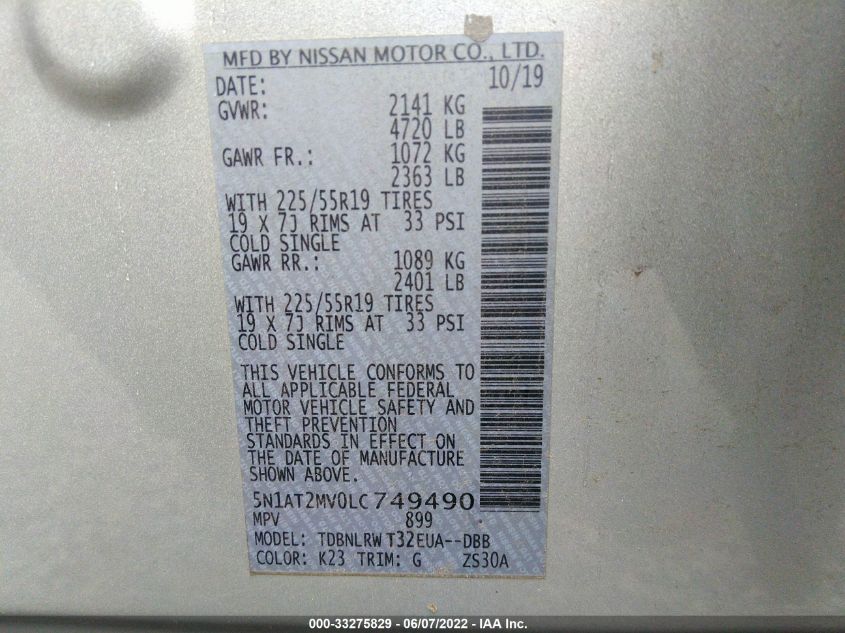 MFD BY NISSAN MOTOR CO., LTD.
DATE: 10/19
GVWR: 2141 KG
4720 LB
GAWR FR.: 1072 KG
2363 LB
WITH 225/55R19 TIRES
19 X 7J RIMS AT 33 PSI
COLD SINGLE
GAWR RR.: 1089 KG
2401 LB
WITH 225/55R19 TIRES
19 X 7J RIMS AT 33 PSI
COLD SINGLE
THIS VEHICLE CONFORMS TO
ALL APPLICABLE FEDERAL
MOTOR VEHICLE SAFETY AND
THEFT PREVENTION
STANDARDS IN EFFECT ON
THE DATE OF MANUFACTURE
SHOWN ABOVE.
5N1AT2MV0LC749490
MPV 899
MODEL: TDBNLRWT32EUA--DBB
COLOR: K23 TRIM: G ZS30A
000-33275829 - 06/07/2022 - IAA Inc.